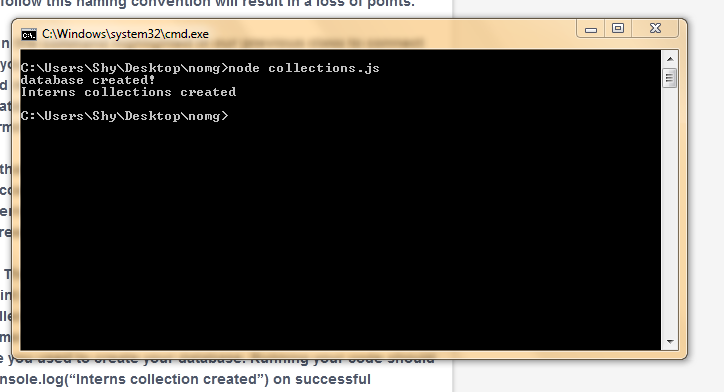 follow this naming convention will result in a loss of points.
C:\Windows\system32\cmd.exe
C:\Users\Shy\Desktop\nomg>node collections.js
database created!
Interns collections created
C:\Users\Shy\Desktop\nomg>
you used to create your database. Running your code should
nsole.log(“Interns collection created”) on successful